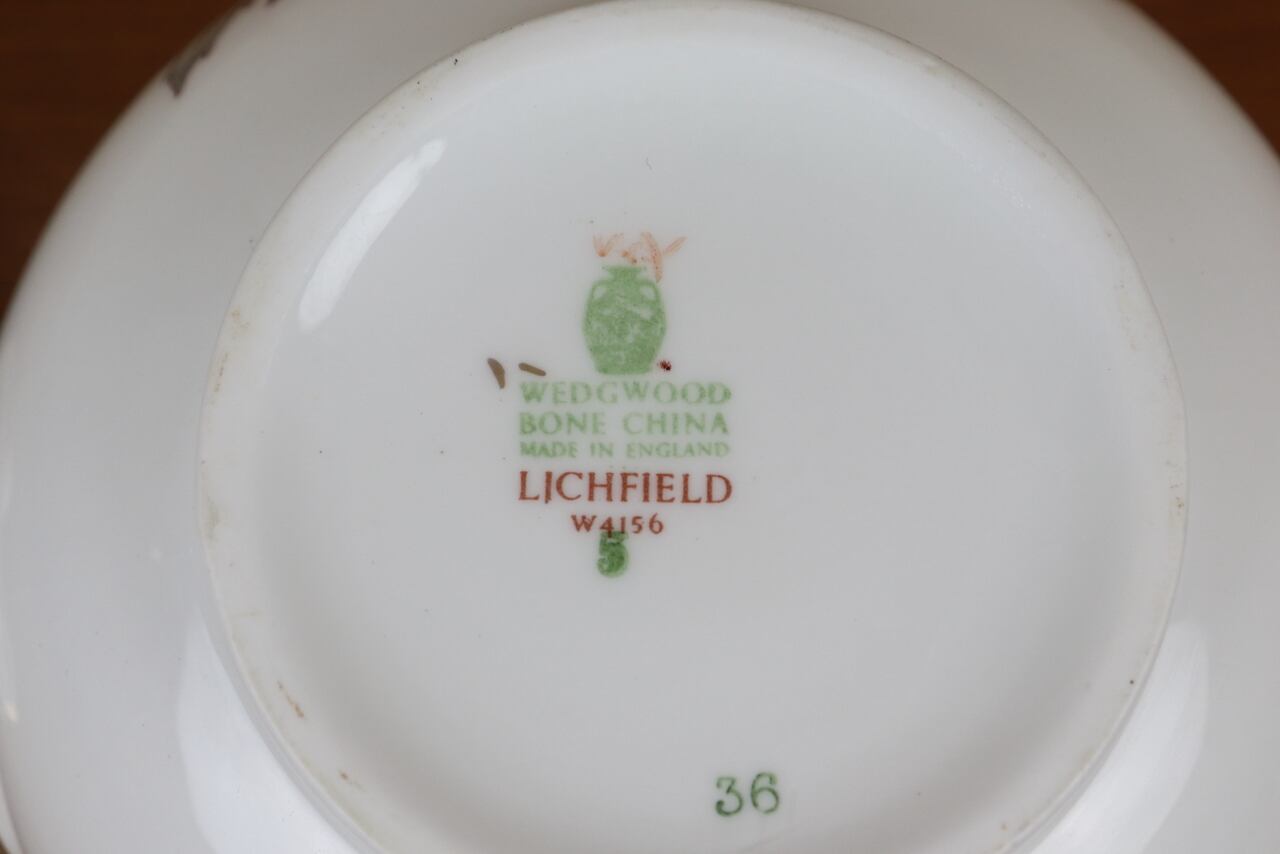 WEDGWOOD
BONE CHINA
MADE IN ENGLAND
LICHFIELD
W4156
5
36